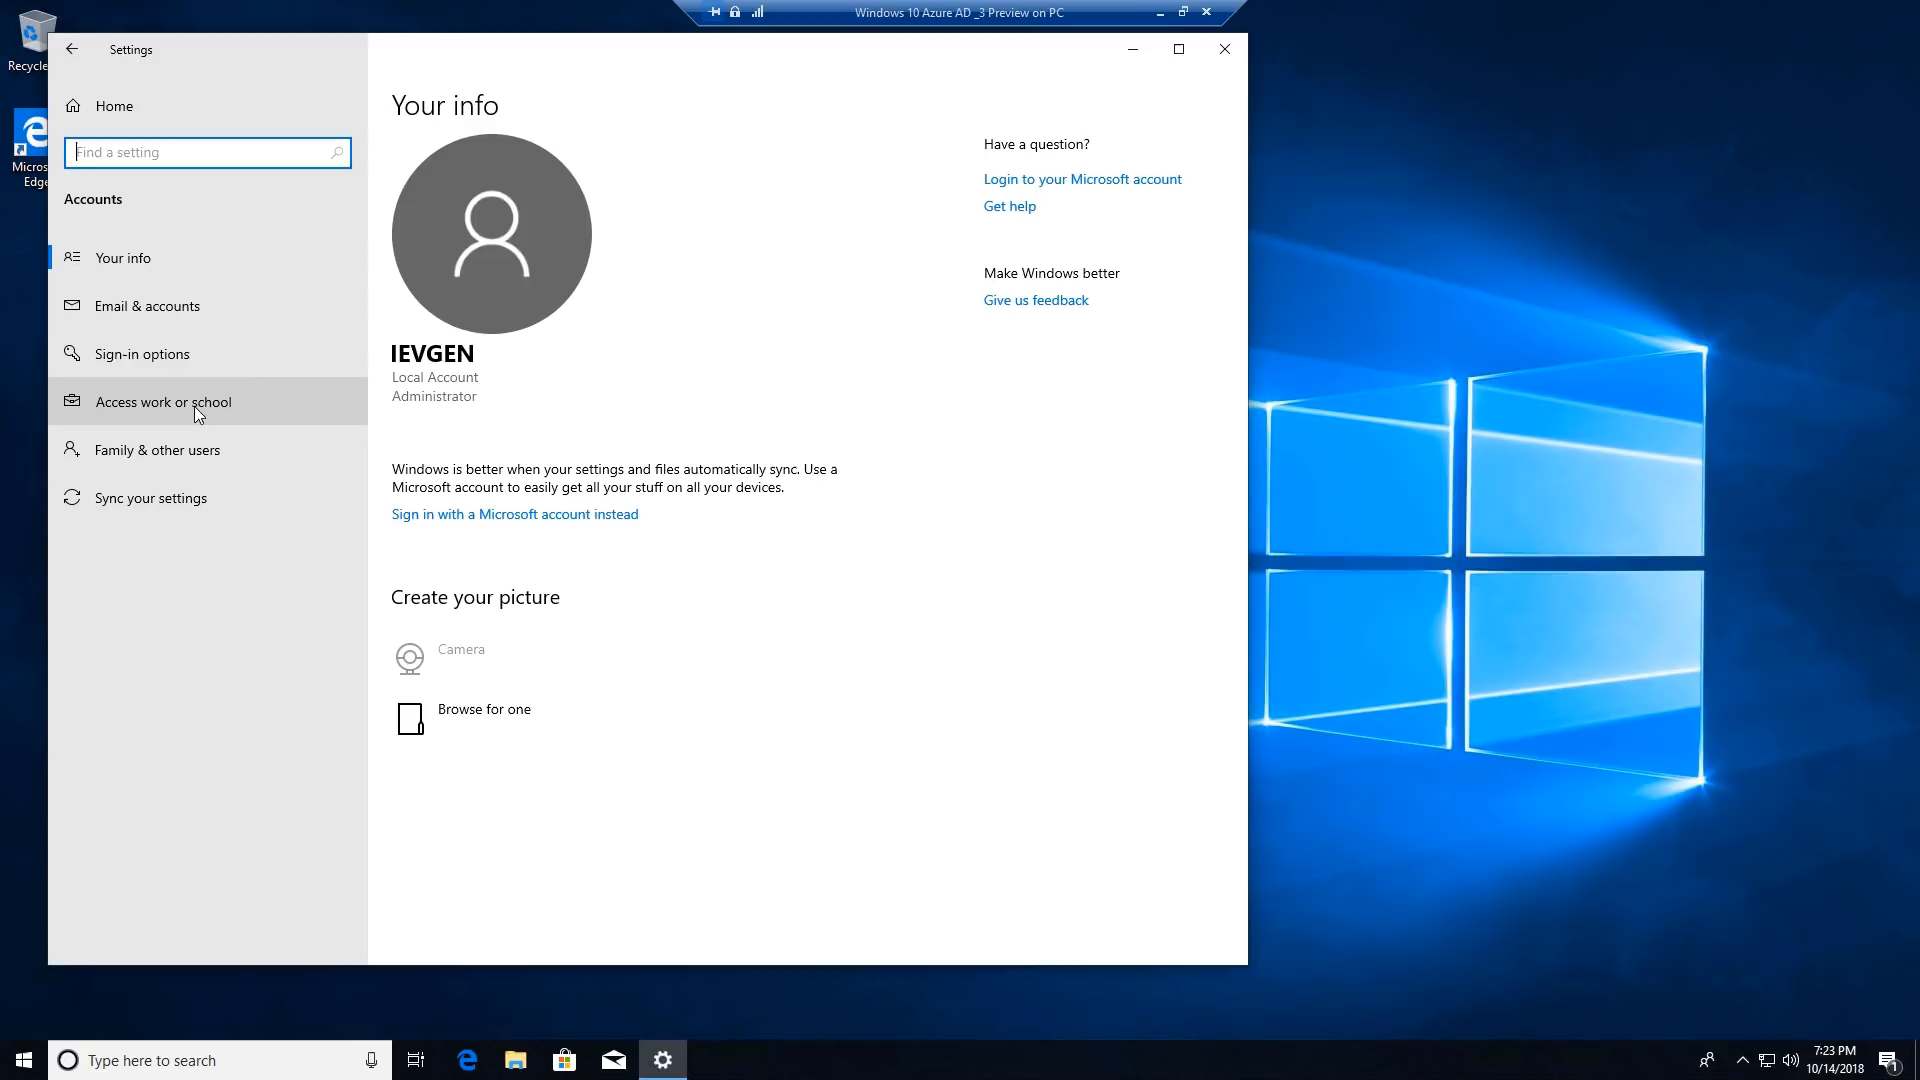 Windows 10 Azure AD _3 Preview on PC
Recycle
Micros
Edge
Settings
Home
Find a setting
Accounts
Your info
Email & accounts
Sign-in options
Access work or school
Family & other users
Sync your settings
Your info
IEVGEN
Local Account
Administrator
Windows is better when your settings and files automatically sync. Use a
Microsoft account to easily get all your stuff on all your devices.
Sign in with a Microsoft account instead
Create your picture
Camera
Browse for one
Have a question?
Login to your Microsoft account
Get help
Make Windows better
Give us feedback
Type here to search
7:23 PM
10/14/2018
1